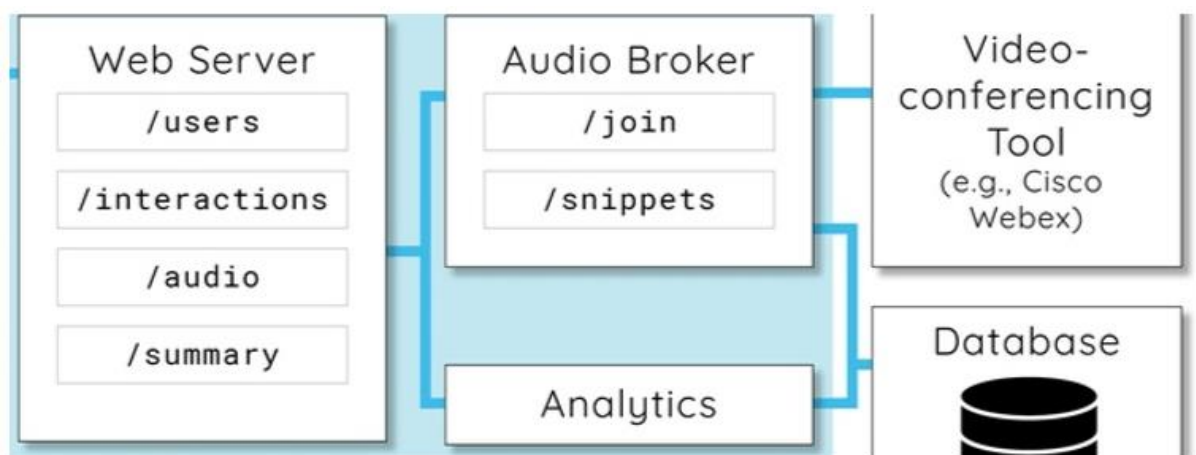 Web Server
/users
/interactions
/audio
/summary
Audio Broker
/join
/snippets
Analytics
Video-
conferencing
Tool
(e.g., Cisco
Webex)
Database